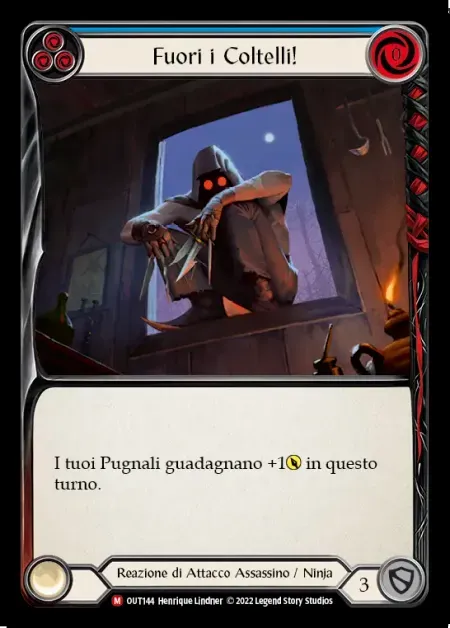 Fuori i Coltelli!
0
I tuoi Pugnali guadagnano +1 in questo
turno.
Reazione di Attacco Assassino / Ninja
3
M OUT144 Henrique Lindner © 2022 Legend Story Studios